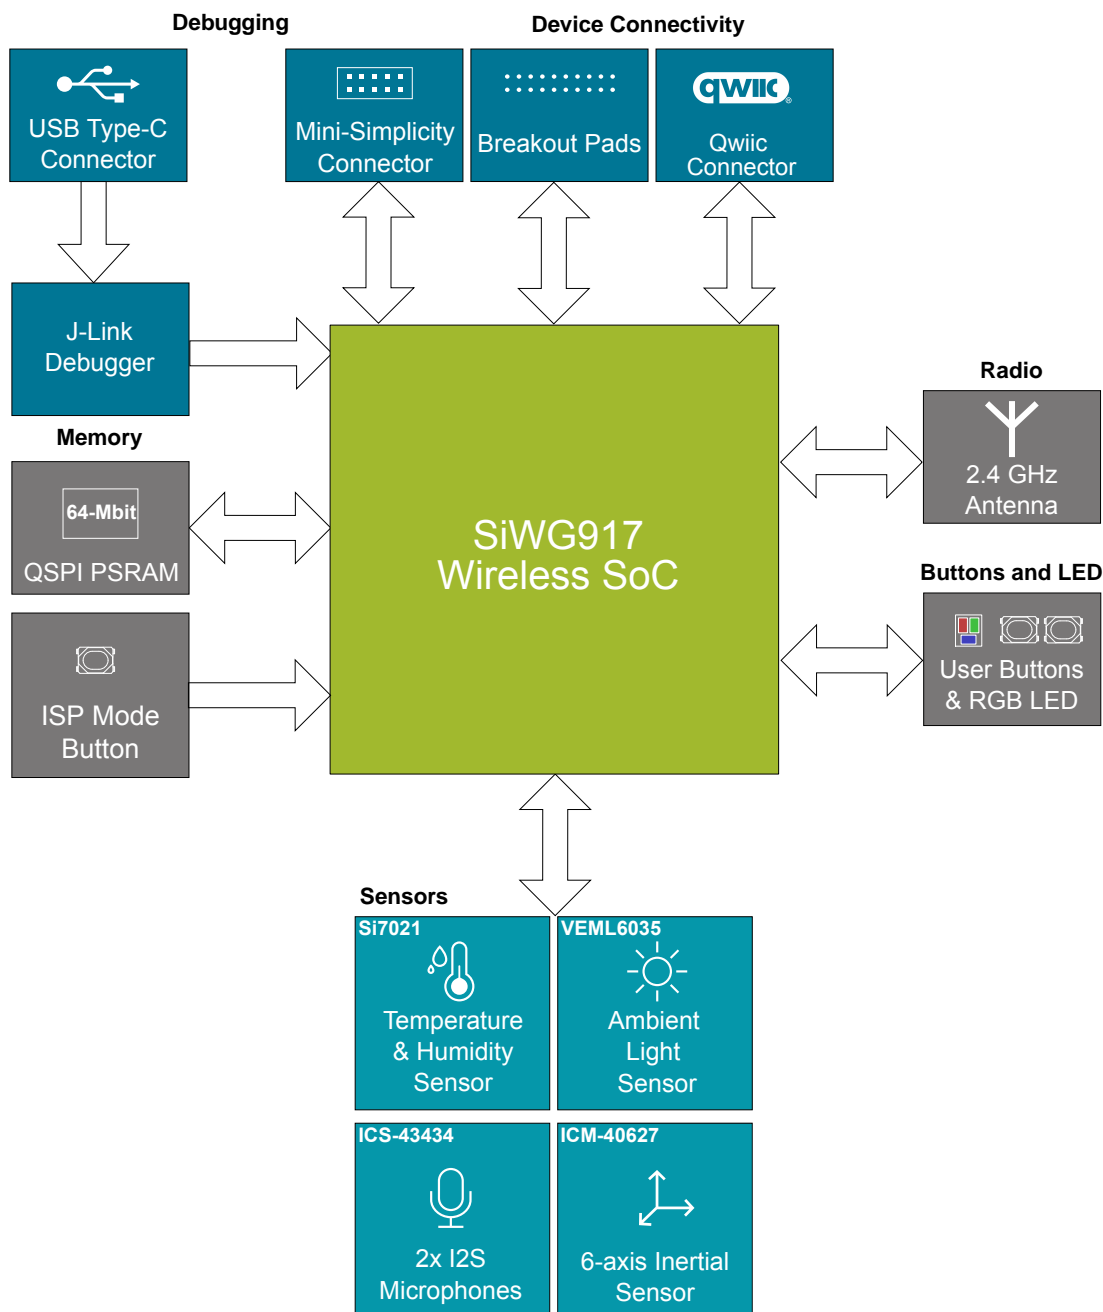 Debugging
Device Connectivity
USB Type-C
Connector
Mini-Simplicity
Connector
Breakout Pads
qwiic®
Qwiic
Connector
J-Link
Debugger
Memory
64-Mbit
QSPI PSRAM
ISP Mode
Button
SiWG917
Wireless SoC
Radio
2.4 GHz
Antenna
Buttons and LED
User Buttons
& RGB LED
Sensors
Si7021
Temperature
& Humidity
Sensor
VEML6035
Ambient
Light
Sensor
ICS-43434
2x I2S
Microphones
ICM-40627
6-axis Inertial
Sensor